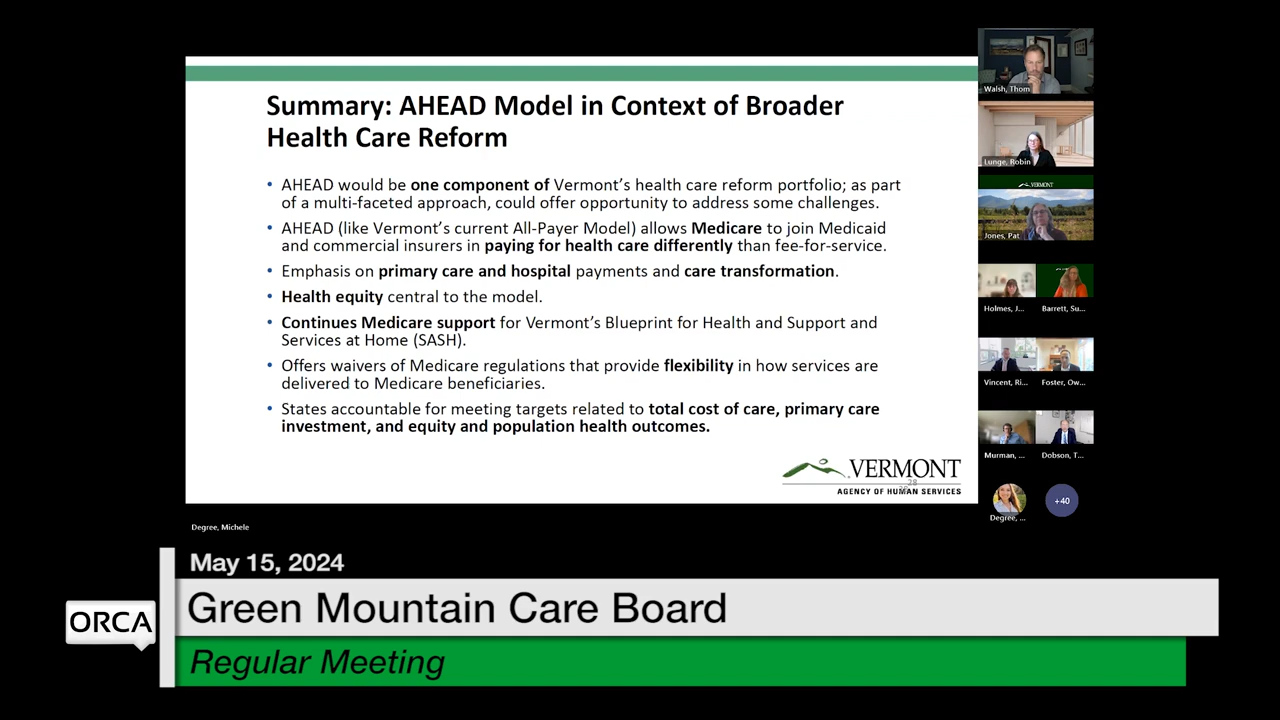 Summary: AHEAD Model in Context of Broader
Health Care Reform
• AHEAD would be one component of Vermont’s health care reform portfolio; as part
of a multi-faceted approach, could offer opportunity to address some challenges.
• AHEAD (like Vermont’s current All-Payer Model) allows Medicare to join Medicaid
and commercial insurers in paying for health care differently than fee-for-service.
• Emphasis on primary care and hospital payments and care transformation.
• Health equity central to the model.
• Continues Medicare support for Vermont’s Blueprint for Health and Support and
Services at Home (SASH).
• Offers waivers of Medicare regulations that provide flexibility in how services are
delivered to Medicare beneficiaries.
• States accountable for meeting targets related to total cost of care, primary care
investment, and equity and population health outcomes.
VERMONT
28
AGENCY OF HUMAN SERVICES
Walsh, Thom
Lunge, Robin
VERMONT
Jones, Pat
Holmes, J...
Barrett, Su...
Vincent, Ri...
Foster, Ow...
Murman, ...
Dobson, T...
+40
Degree, ...
Degree, Michele
May 15, 2024
Green Mountain Care Board
ORCA
Regular Meeting